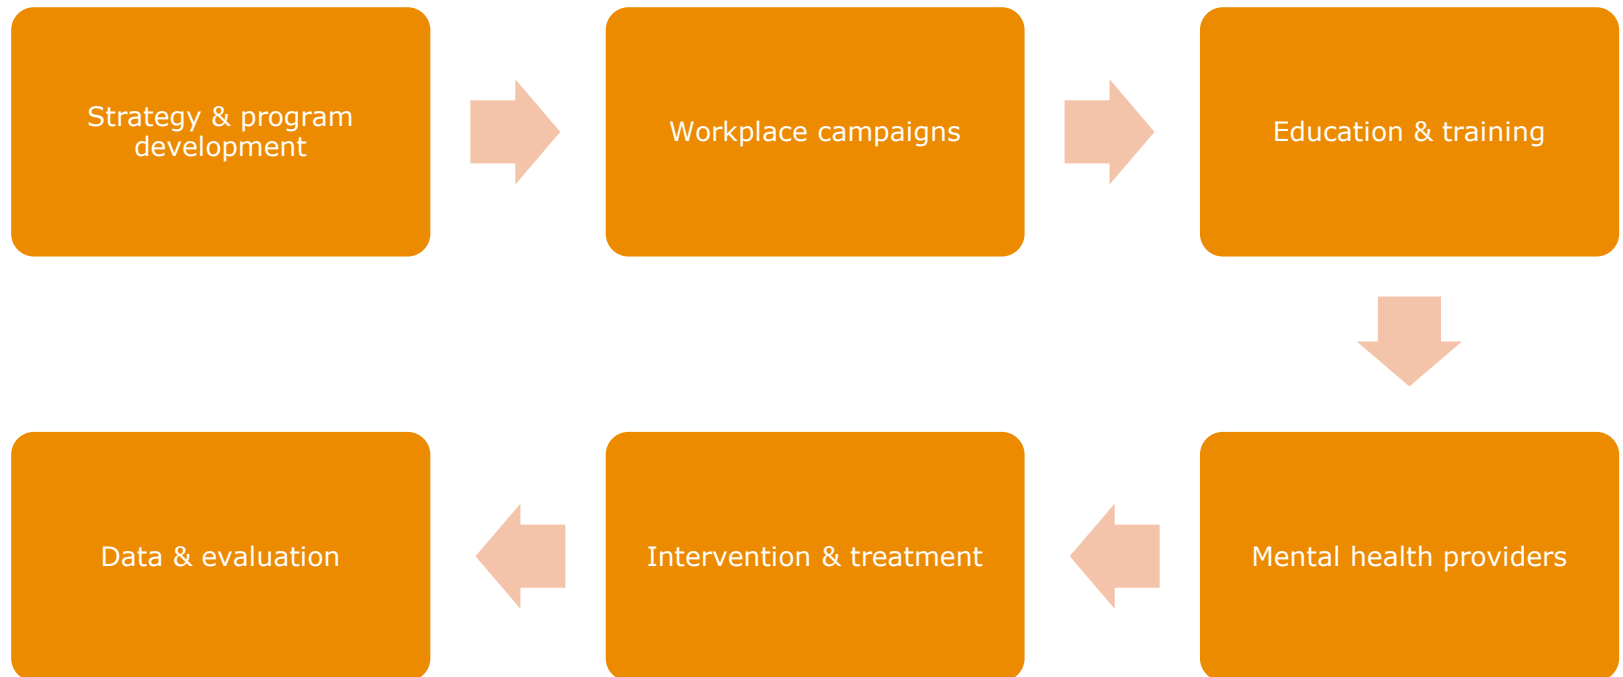 Strategy & program
development
Workplace campaigns
Education & training
Mental health providers
Intervention & treatment
Data & evaluation